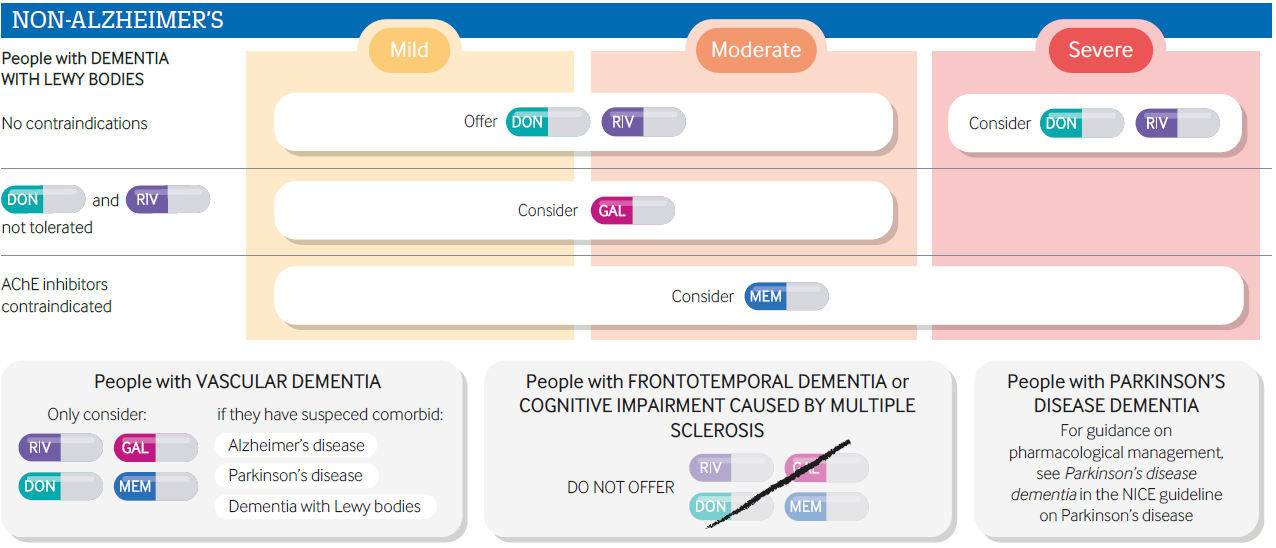 NON-ALZHEIMER'S
Mild
Moderate
Severe
People with DEMENTIA
WITH LEWY BODIES
No contraindications
Offer DON RIV
Consider DON RIV
DON and RIV
not tolerated
Consider GAL
AChE inhibitors
contraindicated
Consider MEM
People with VASCULAR DEMENTIA
Only consider:
RIV GAL
DON MEM
if they have suspeced comorbid:
Alzheimer's disease
Parkinson's disease
Dementia with Lewy bodies
People with FRONTOTEMPORAL DEMENTIA or
COGNITIVE IMPAIRMENT CAUSED BY MULTIPLE
SCLEROSIS
DO NOT OFFER
RIV GAL
DON MEM
People with PARKINSON'S
DISEASE DEMENTIA
For guidance on
pharmacological management,
see Parkinson's disease
dementia in the NICE guideline
on Parkinson's disease